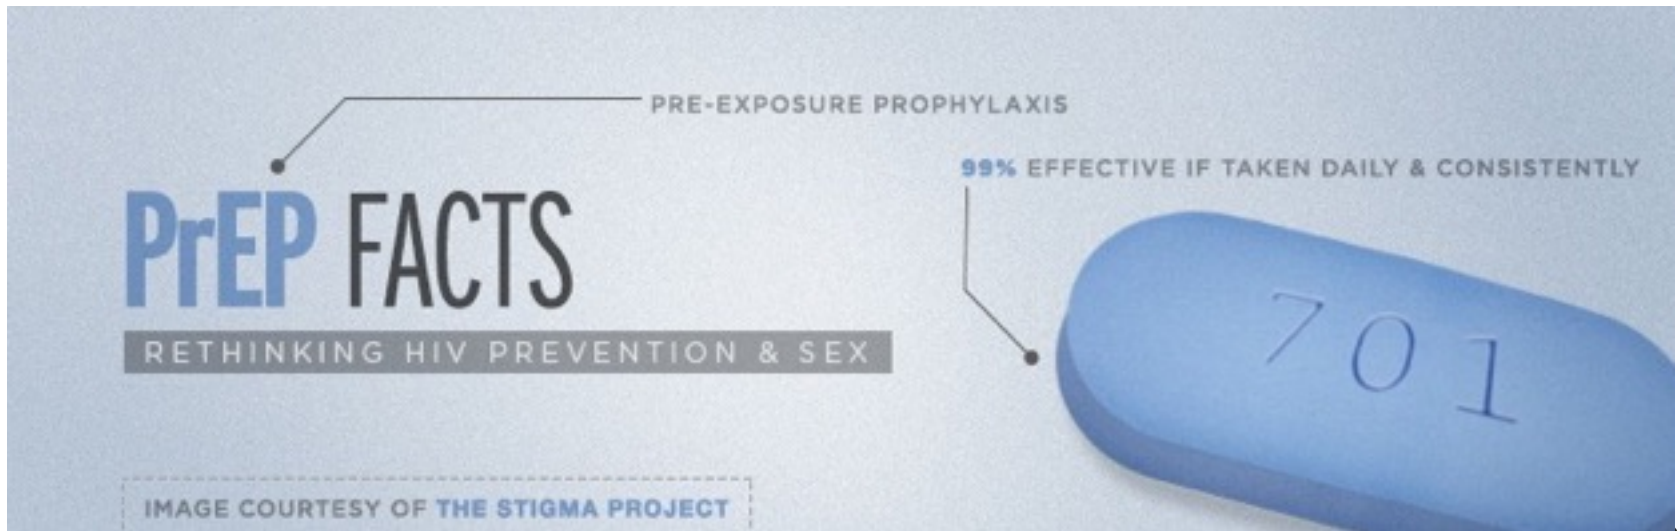 PRE-EXPOSURE PROPHYLAXIS
99% EFFECTIVE IF TAKEN DAILY & CONSISTENTLY
PrEP FACTS
RETHINKING HIV PREVENTION & SEX
701
IMAGE COURTESY OF THE STIGMA PROJECT